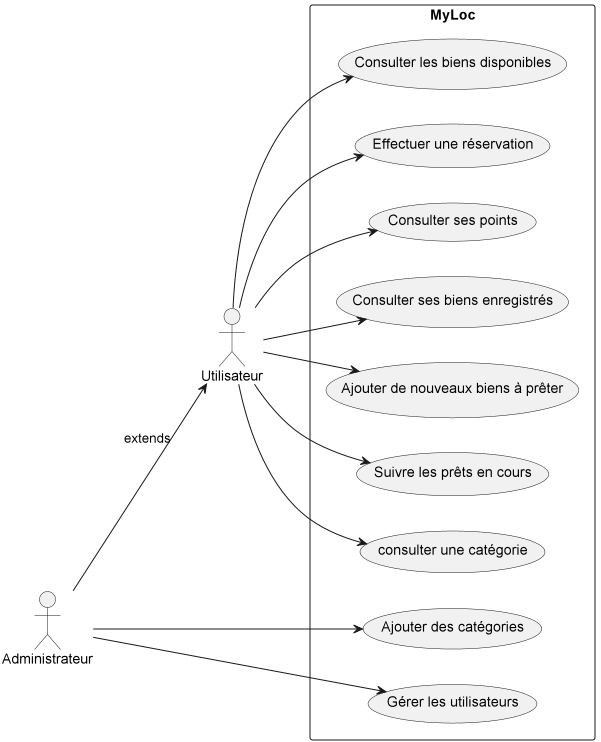 MyLoc
Consulter les biens disponibles
Effectuer une réservation
Consulter ses points
Consulter ses biens enregistrés
Utilisateur
Ajouter de nouveaux biens à prêter
extends
Suivre les prêts en cours
consulter une catégorie
Ajouter des catégories
Administrateur
Gérer les utilisateurs